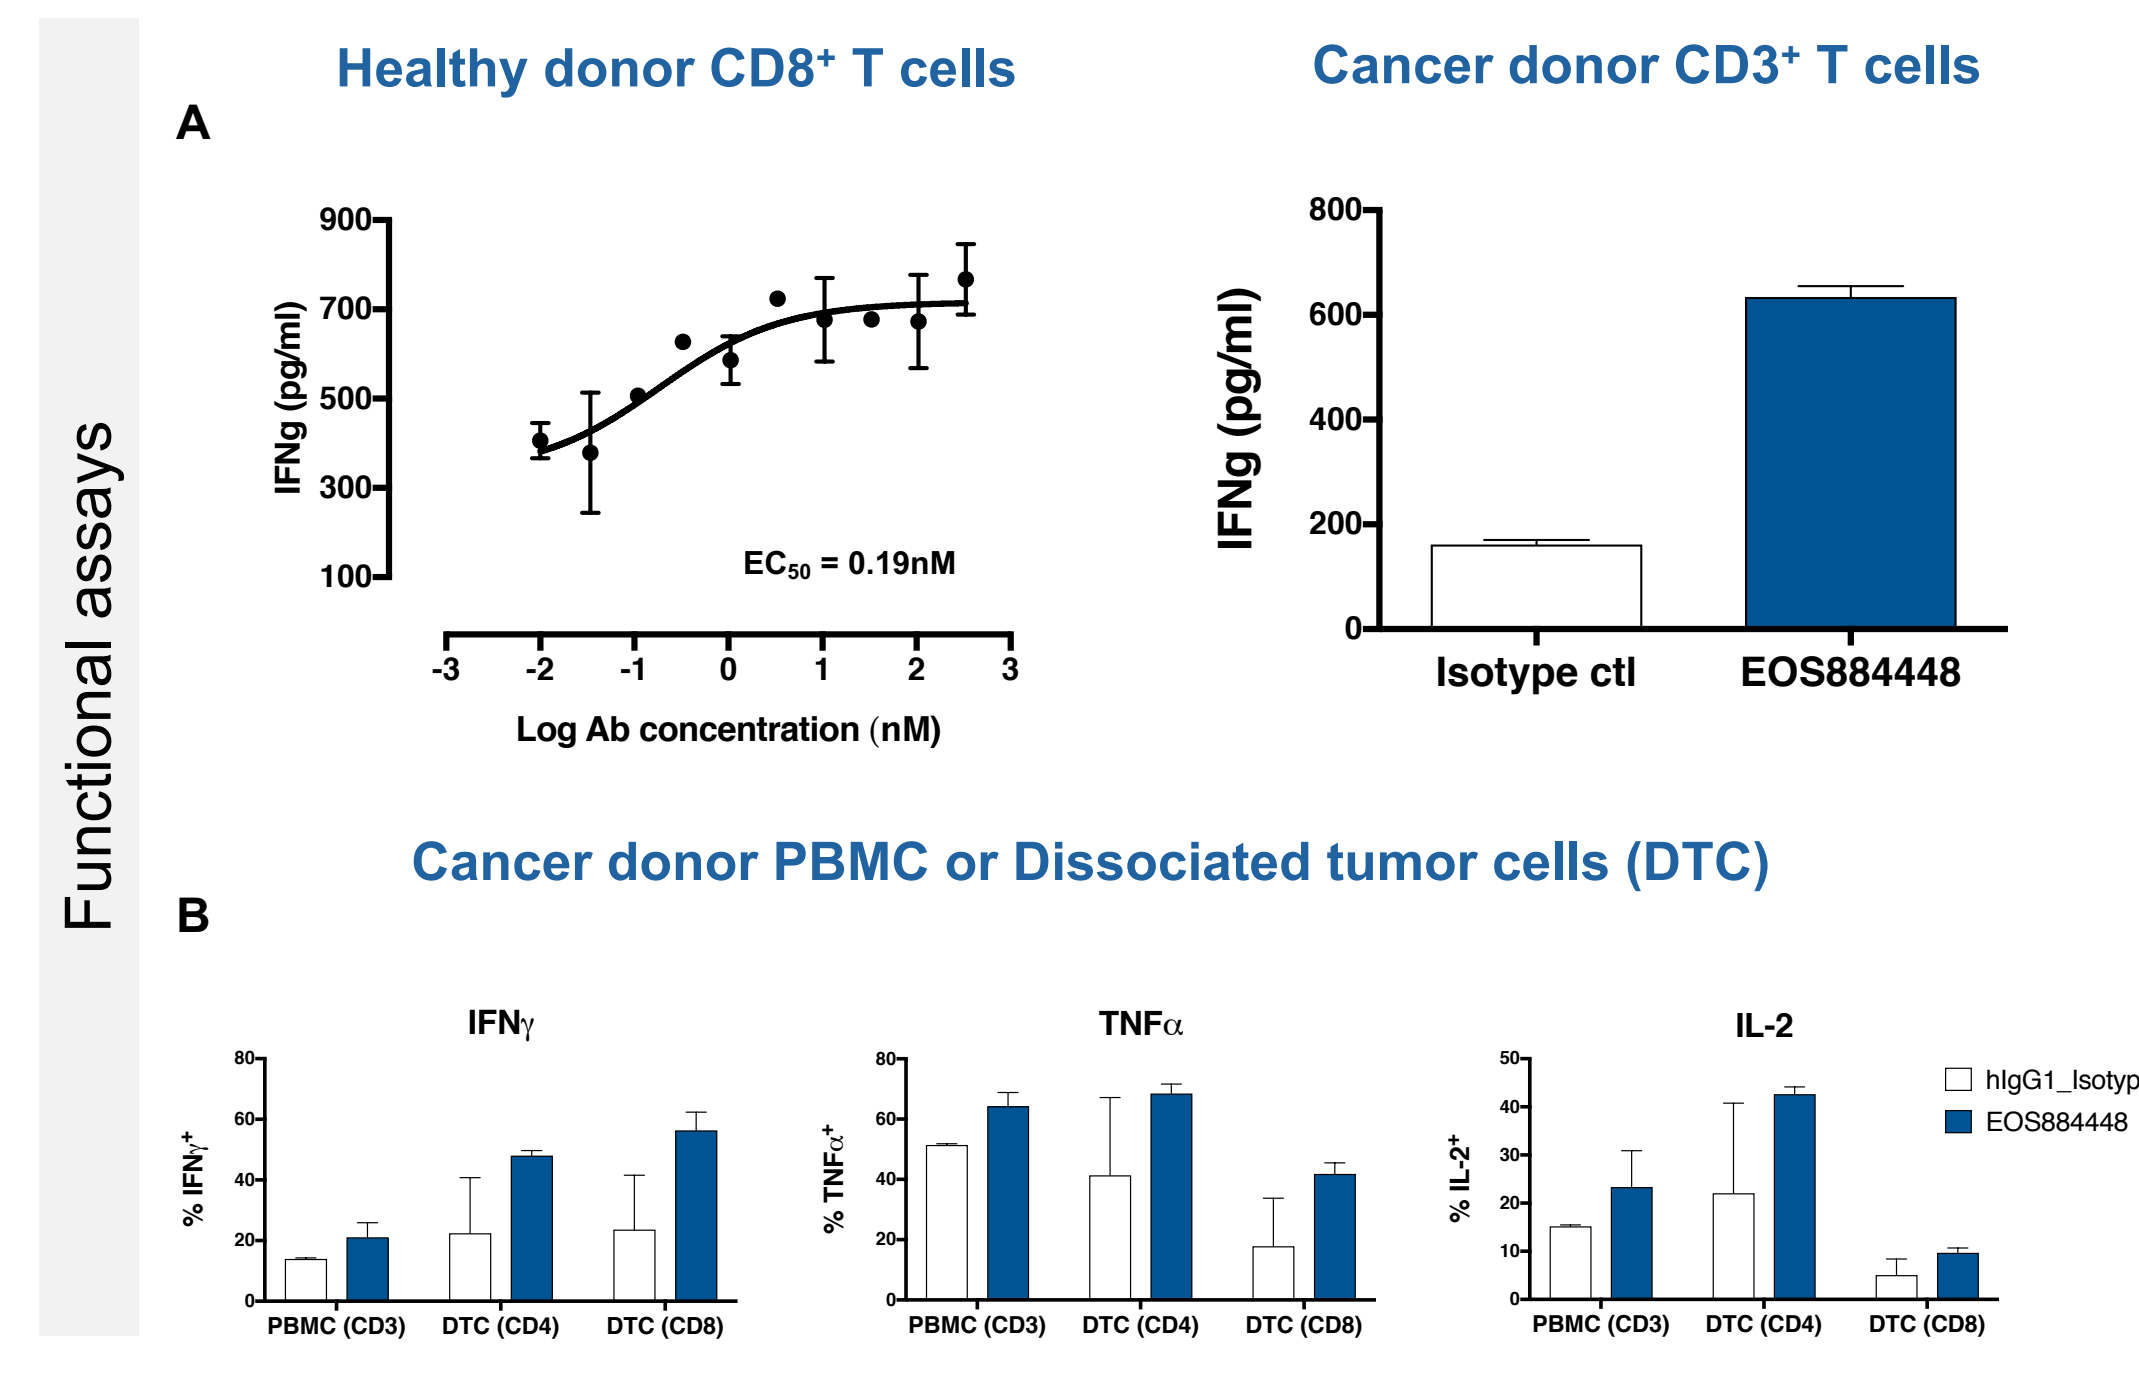 Functional assays
Healthy donor CD8+ T cells
Cancer donor CD3+ T cells
A
900
700
500
300
100
IFNg (pg/ml)
EC50 = 0.19nM
-3 -2 -1 0 1 2 3
Log Ab concentration (nM)
800
600
400
200
0
IFNg (pg/ml)
Isotype ctl EOS884448
Cancer donor PBMC or Dissociated tumor cells (DTC)
B
IFNγ
80
60
40
20
0
% IFNγ+
PBMC (CD3) DTC (CD4) DTC (CD8)
TNFα
80
60
40
20
0
% TNFα+
PBMC (CD3) DTC (CD4) DTC (CD8)
IL-2
50
40
30
20
10
0
% IL-2+
PBMC (CD3) DTC (CD4) DTC (CD8)
hIgG1_Isotyp
EOS884448